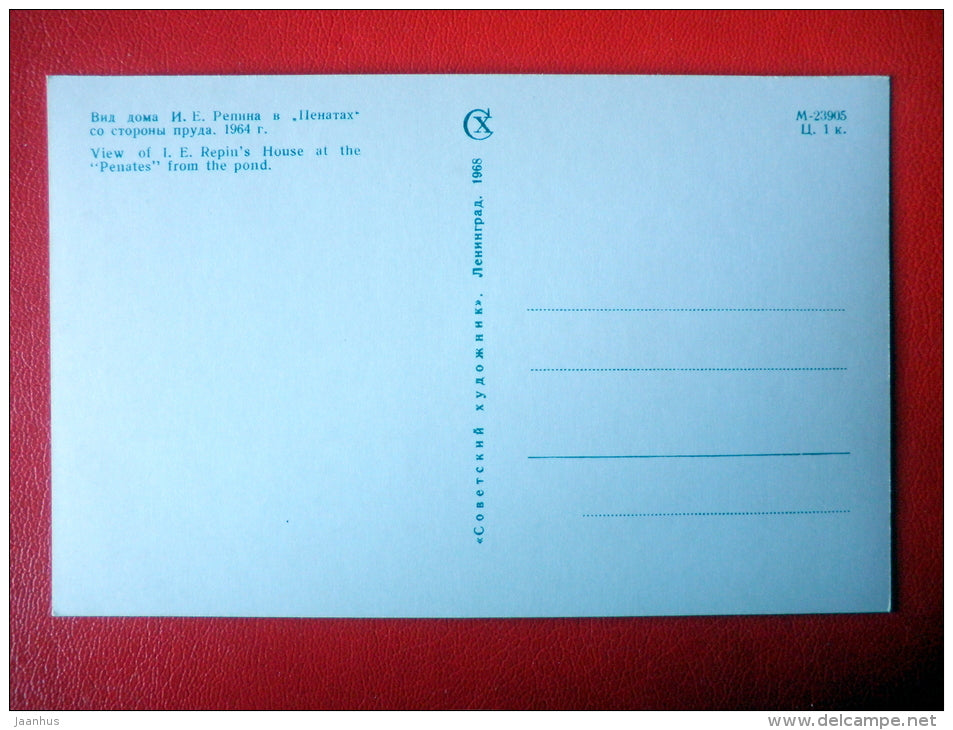 Вид дома И. Е. Репина в „Пенатах“
со стороны пруда. 1964 г.
View of I. E. Repin's House at the
“Penates” from the pond.
СХ
«Советский художник». Ленинград. 1968
М-23905
Ц. 1 к.
jaanhus
www.delcampe.net